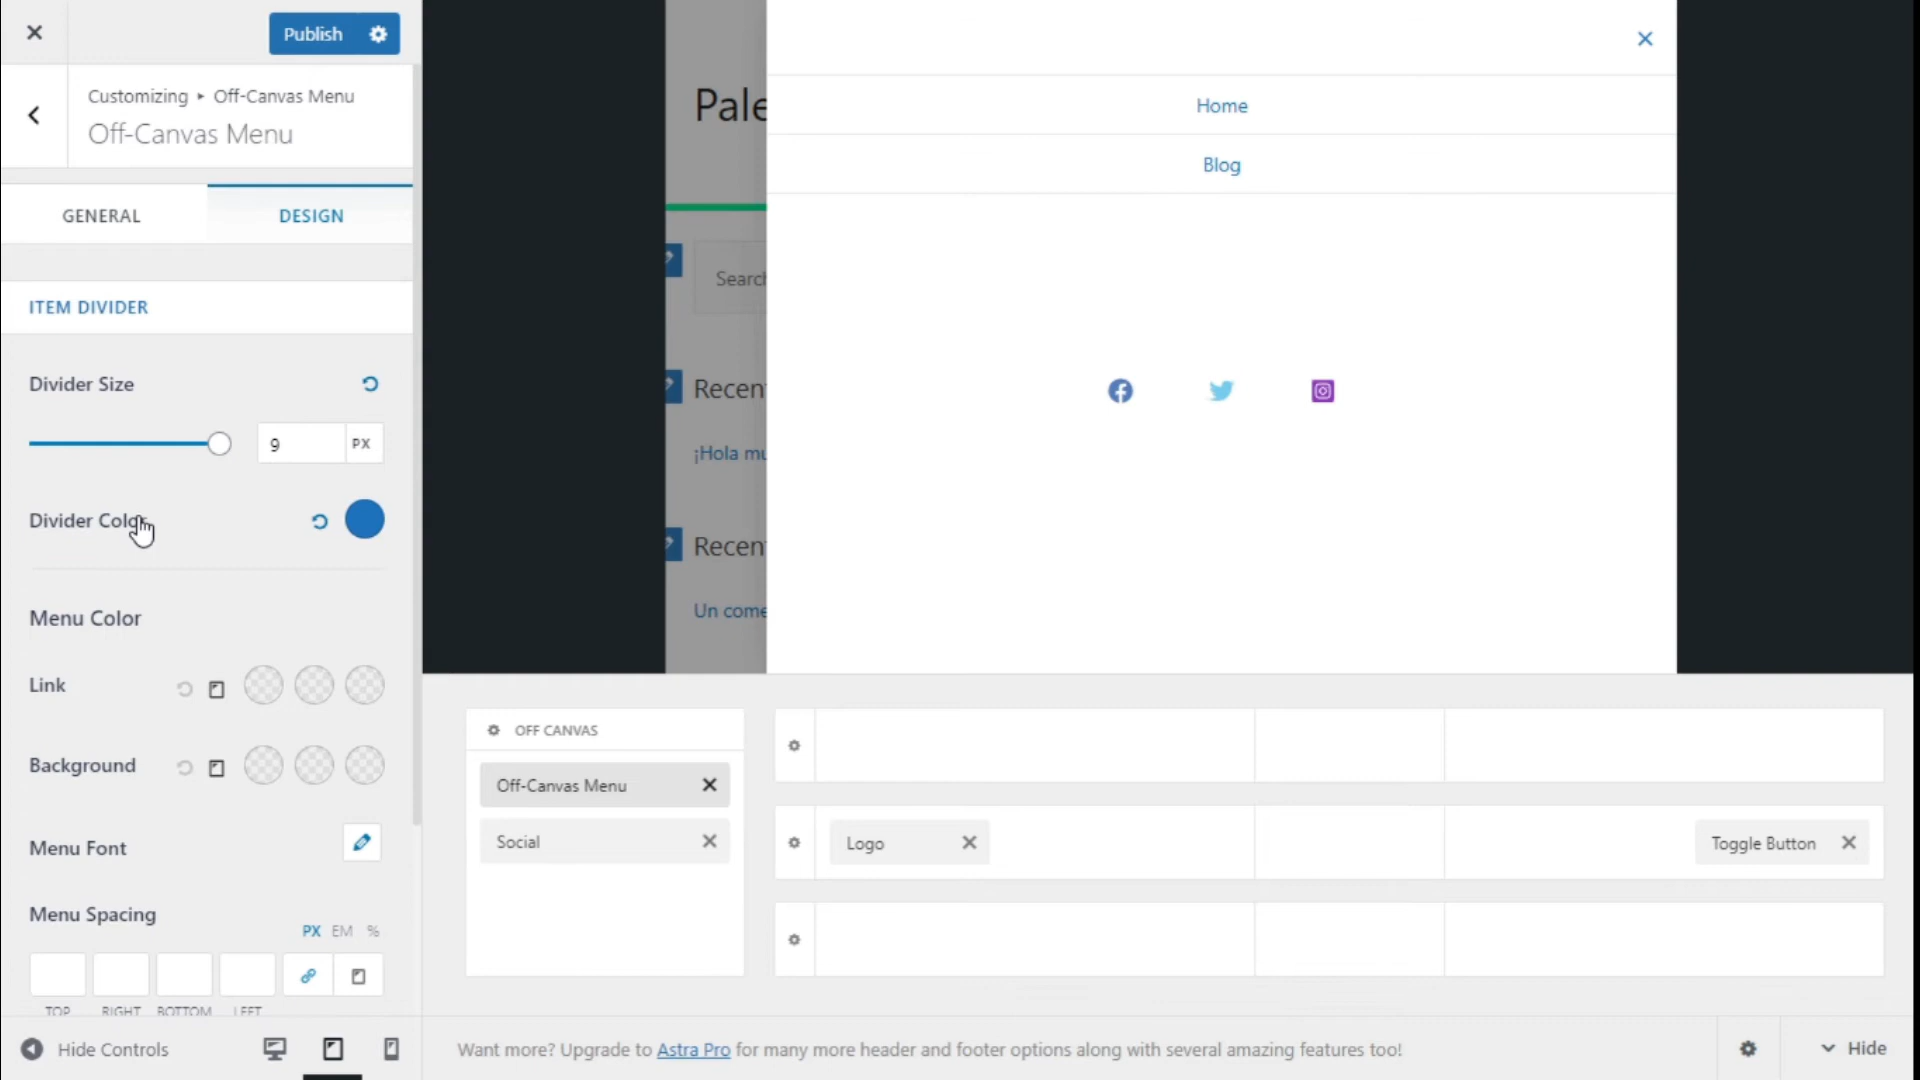 Publish
Customizing ▸ Off-Canvas Menu
Off-Canvas Menu
GENERAL
DESIGN
ITEM DIVIDER
Divider Size
9
PX
Divider Color
Menu Color
Link
Background
Menu Font
Menu Spacing
PX EM %
TOP RIGHT BOTTOM LEFT
Hide Controls
Pale
Search
Recen
¡Hola mu
Recen
Un come
Home
Blog
OFF CANVAS
Off-Canvas Menu
Social
Logo
Toggle Button
Want more? Upgrade to Astra Pro for many more header and footer options along with several amazing features too!
Hide